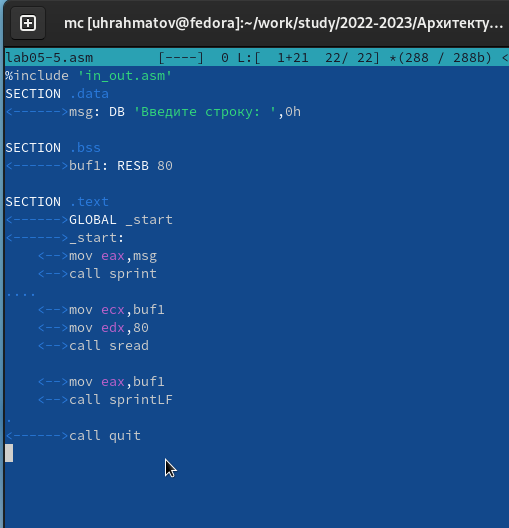 mc [uhrahmatov@fedora]:~/work/study/2022-2023/Архитекту...
lab05-5.asm [----] 0 L:[ 1+21 22/ 22] *(288 / 288b) <
%include 'in_out.asm'
SECTION .data
<------>msg: DB 'Введите строку: ',0h
SECTION .bss
<------>buf1: RESB 80
SECTION .text
<------>GLOBAL _start
<------>_start:
<-->mov eax,msg
<-->call sprint
....
<-->mov ecx,buf1
<-->mov edx,80
<-->call sread
<-->mov eax,buf1
<-->call sprintLF
.
<------>call quit